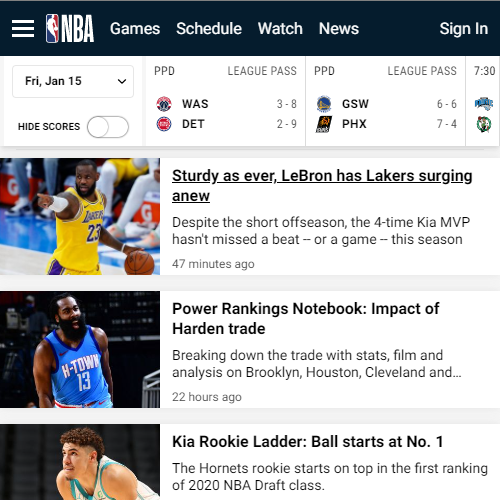 NBA Games Schedule Watch News Sign In
Fri, Jan 15
HIDE SCORES
PPD LEAGUE PASS
WAS 3 - 8
DET 2 - 9
PPD LEAGUE PASS
GSW 6 - 6
PHX 7 - 4
7:30
Sturdy as ever, LeBron has Lakers surging
anew
Despite the short offseason, the 4-time Kia MVP
hasn't missed a beat -- or a game -- this season
47 minutes ago
LAKERS
23
Power Rankings Notebook: Impact of
Harden trade
Breaking down the trade with stats, film and
analysis on Brooklyn, Houston, Cleveland and...
22 hours ago
H-TOWN
13
Kia Rookie Ladder: Ball starts at No. 1
The Hornets rookie starts on top in the first ranking
of 2020 NBA Draft class.